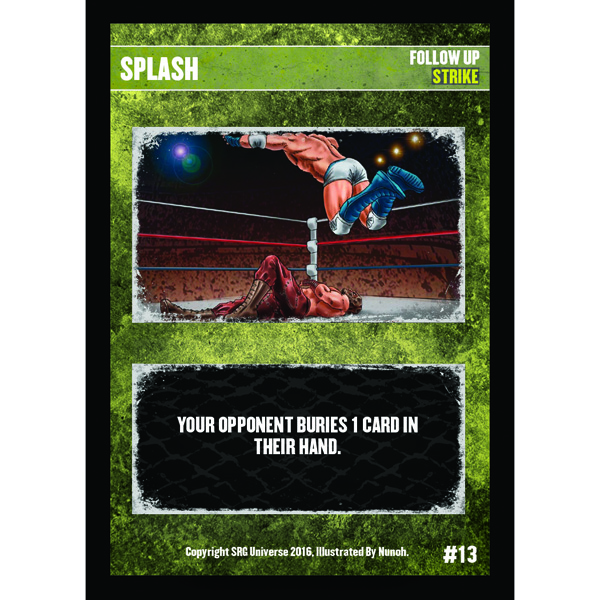 SPLASH
FOLLOW UP
STRIKE
YOUR OPPONENT BURIES 1 CARD IN
THEIR HAND.
Copyright SRG Universe 2016, Illustrated By Nunoh.
#13